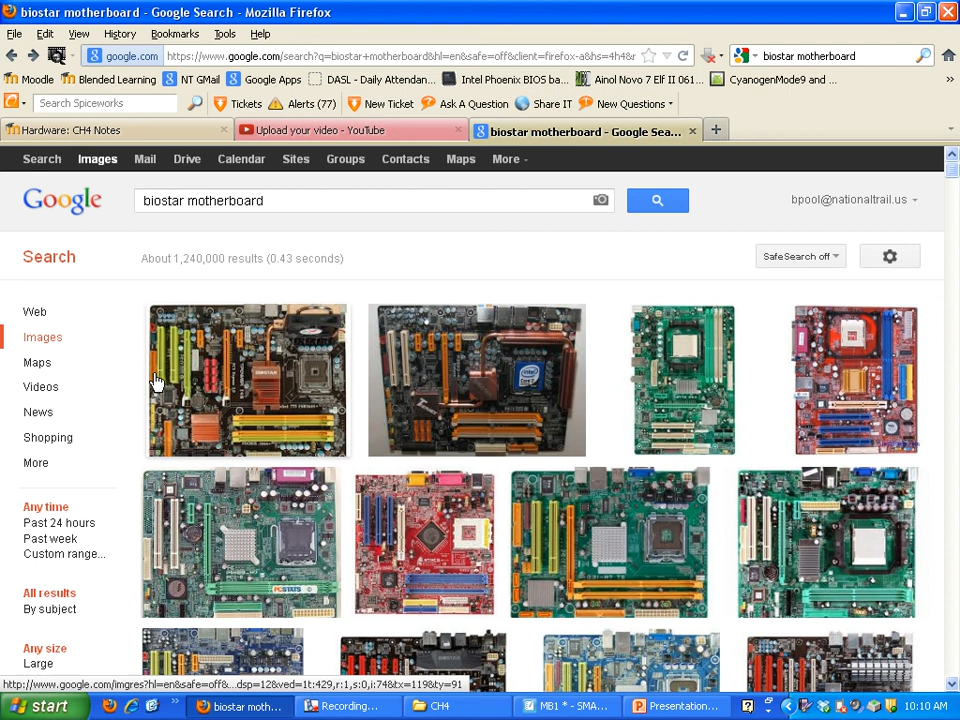 biostar motherboard - Google Search - Mozilla Firefox
File Edit View History Bookmarks Tools Help
google.com https://www.google.com/search?q=biostar+motherboard&hl=en&safe=off&client=firefox-a&hs=4h4&r biostar motherboard
Moodle Blended Learning NT GMail Google Apps DASL - Daily Attendan... Intel Phoenix BIOS ba... Ainol Novo 7 Elf II 061... CyanogenMode9 and ...
Search Spiceworks Tickets Alerts (77) New Ticket Ask A Question Share IT New Questions
Hardware: CH4 Notes Upload your video - YouTube biostar motherboard - Google Sea...
Search Images Mail Drive Calendar Sites Groups Contacts Maps More
Google biostar motherboard bpool@nationaltrail.us
Search About 1,240,000 results (0.43 seconds) SafeSearch off
Web
Images
Maps
Videos
News
Shopping
More
Any time
Past 24 hours
Past week
Custom range...
All results
By subject
Any size
Large
BIOSTAR
intel
PCSTATS
http://www.google.com/imgres?hl=en&safe=off&...dsp=12&ved=1t:429,r:1,s:0,i:74&tx=119&ty=91
start biostar moth... Recording... CH4 MB1 * - SMA... Presentation... 10:10 AM